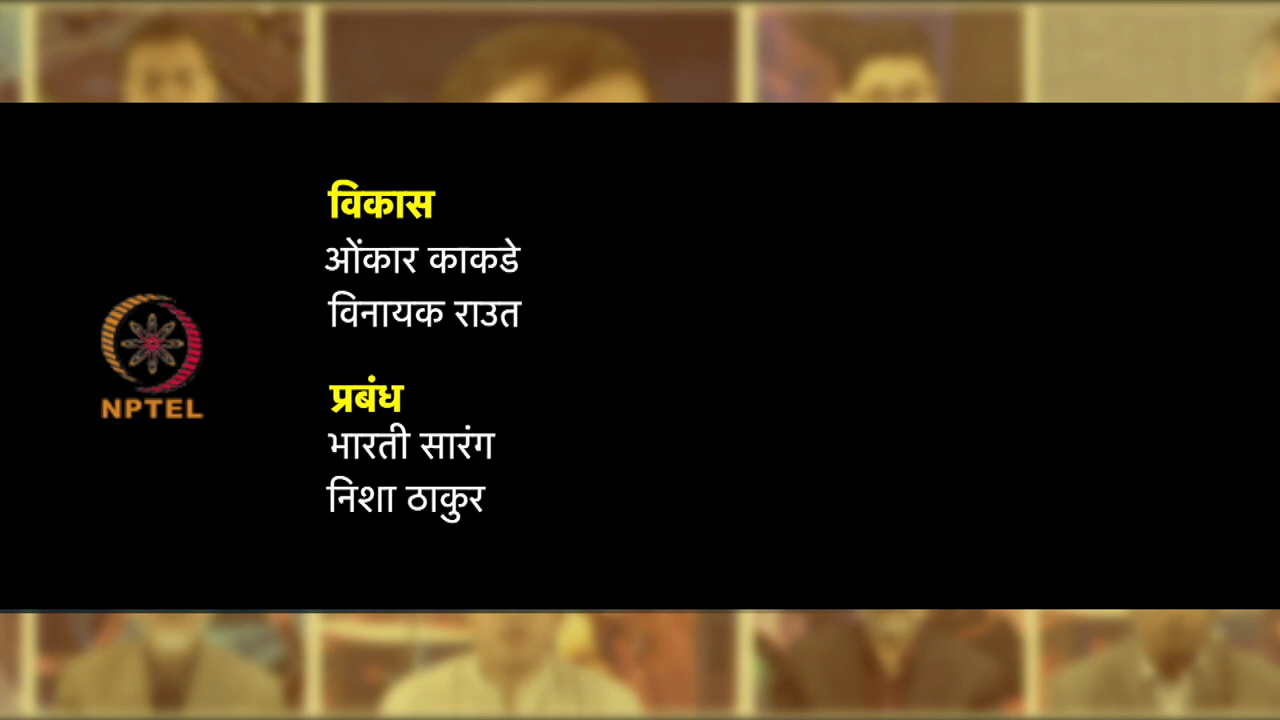 विकास
ओंकार काकडे
विनायक राउत
NPTEL
प्रबंध
भारती सारंग
निशा ठाकुर